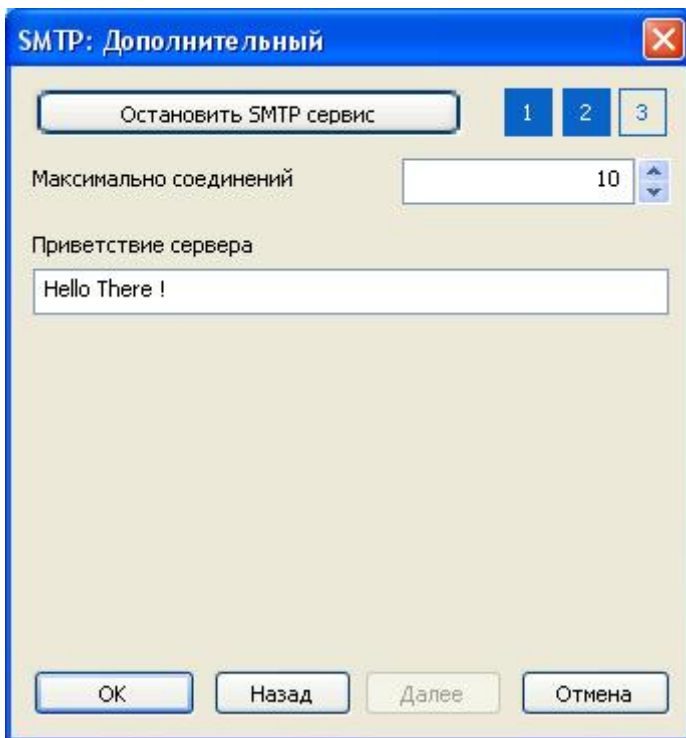 SMTP: Дополнительный
Остановить SMTP сервис 1 2 3
Максимально соединений 10
Приветствие сервера
Hello There !
OK Назад Далее Отмена